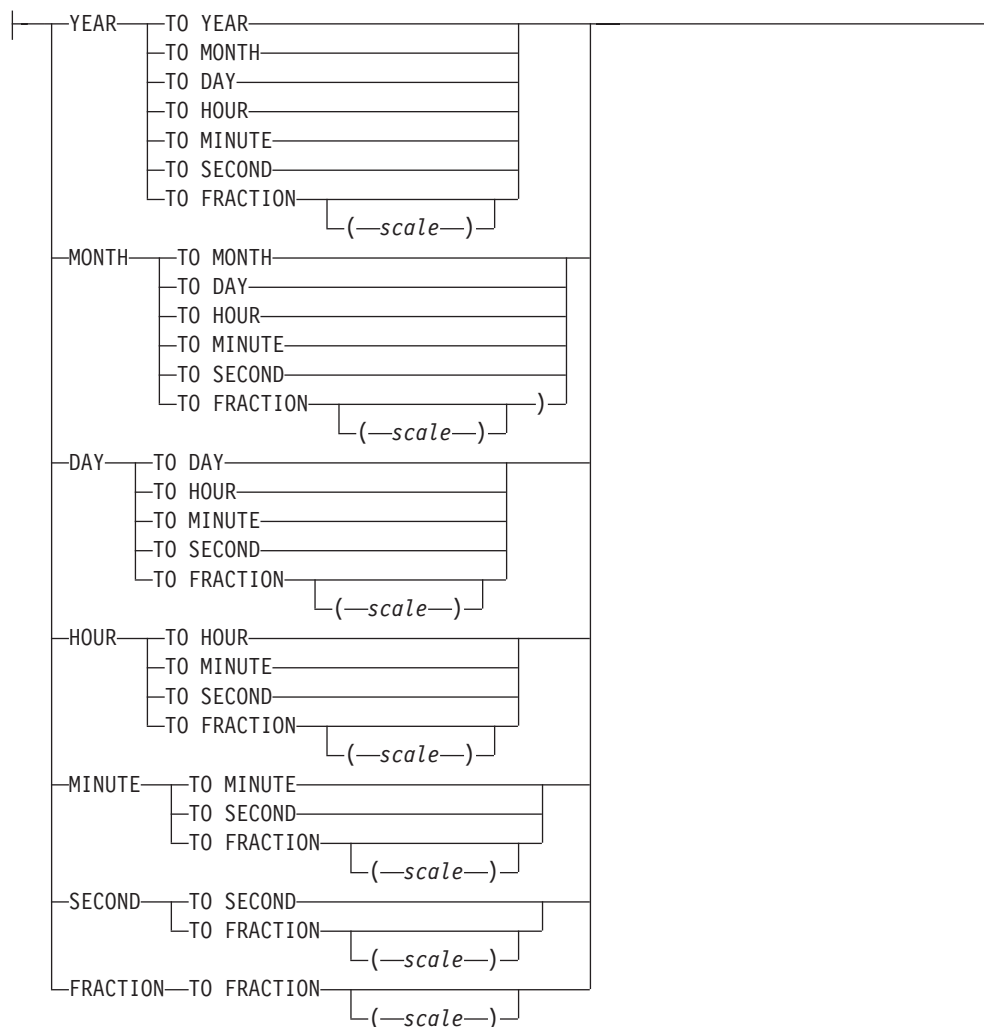 YEAR TO YEAR
TO MONTH
TO DAY
TO HOUR
TO MINUTE
TO SECOND
TO FRACTION
( scale )
MONTH TO MONTH
TO DAY
TO HOUR
TO MINUTE
TO SECOND
TO FRACTION )
( scale )
DAY TO DAY
TO HOUR
TO MINUTE
TO SECOND
TO FRACTION
( scale )
HOUR TO HOUR
TO MINUTE
TO SECOND
TO FRACTION
( scale )
MINUTE TO MINUTE
TO SECOND
TO FRACTION
( scale )
SECOND TO SECOND
TO FRACTION
( scale )
FRACTION TO FRACTION
( scale )